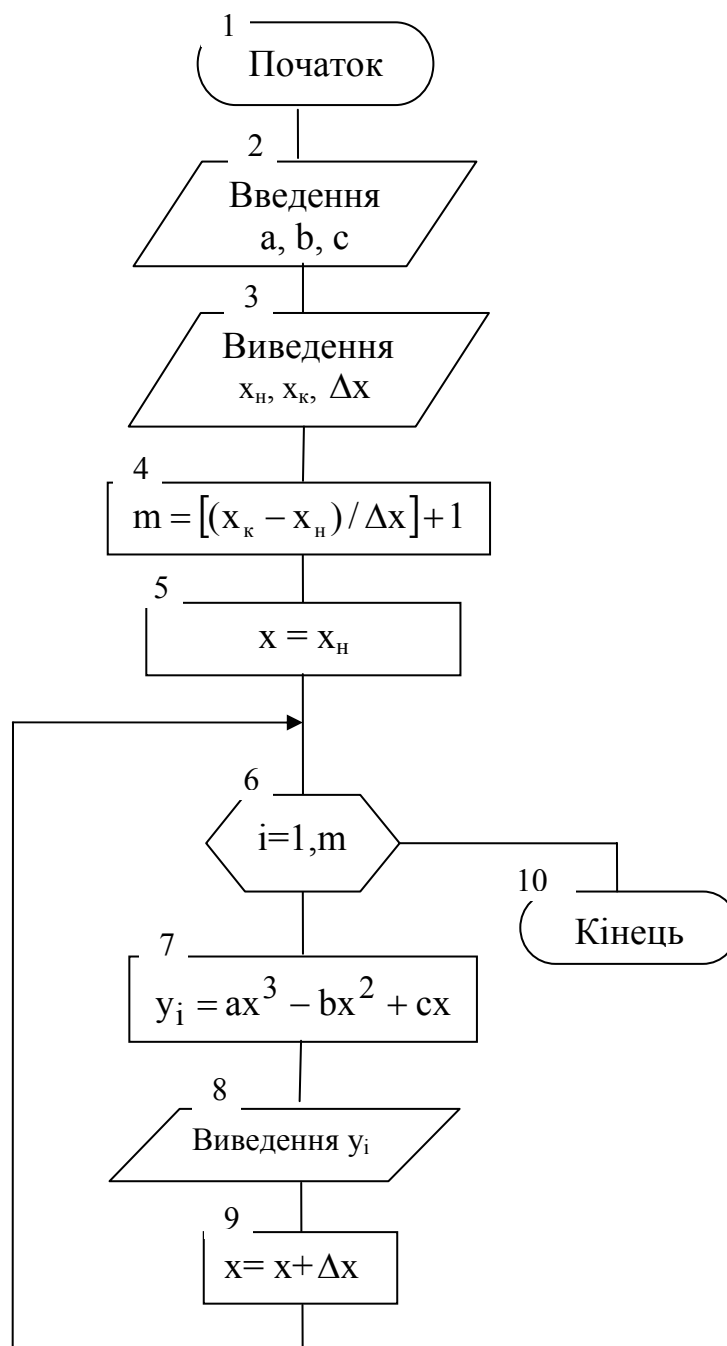 1
Початок
2
Введення
a, b, c
3
Виведення
xн, xк, Δx
4
m = [(xк − xн) / Δx] + 1
5
x = xн
6
i=1,m
10
Кінець
7
yi = ax³ − bx² + cx
8
Виведення yi
9
x= x+Δx